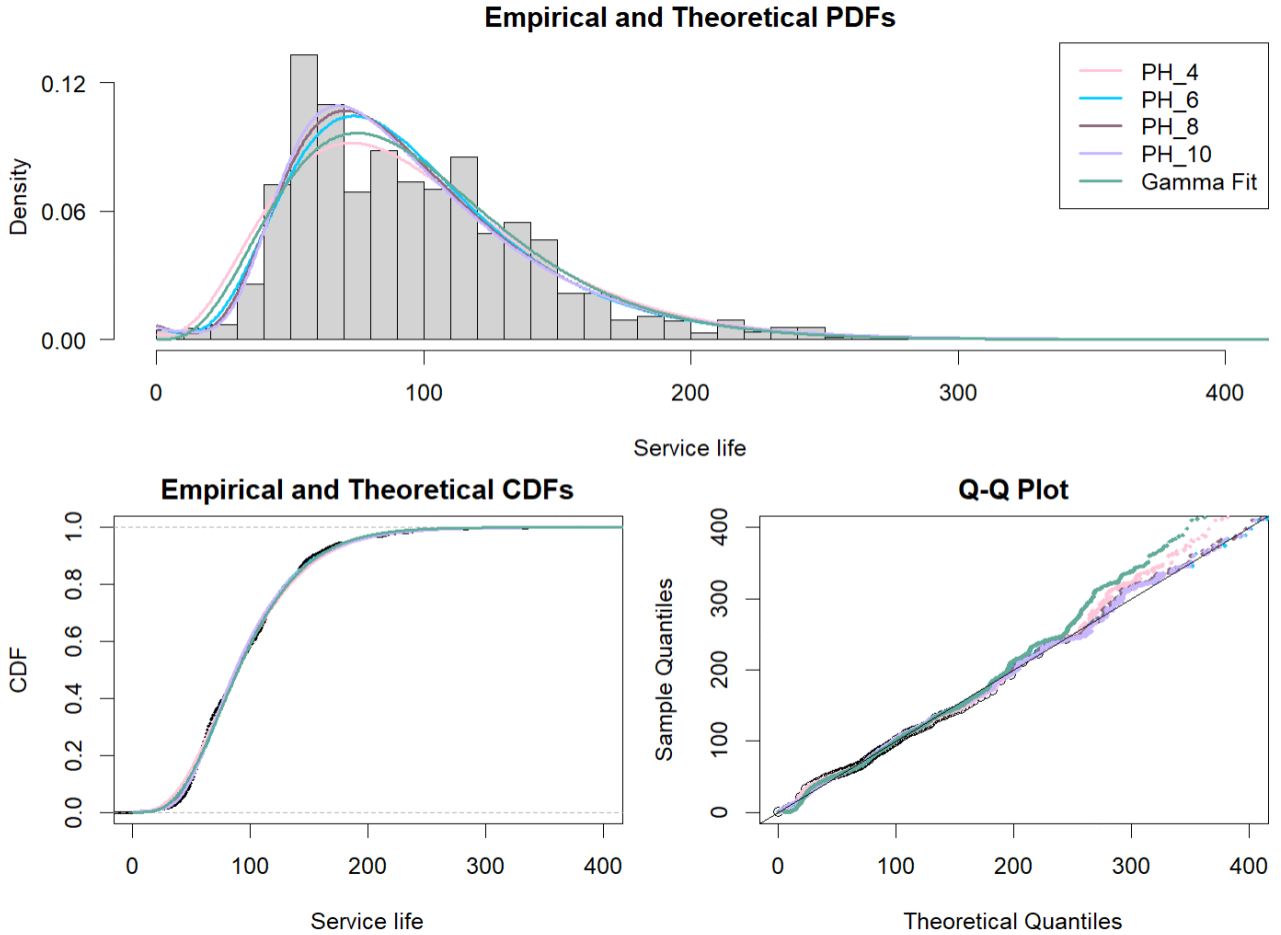 Empirical and Theoretical PDFs
Density
0.12
0.06
0.00
PH_4
PH_6
PH_8
PH_10
Gamma Fit
0 100 200 300 400
Service life
Empirical and Theoretical CDFs
CDF
1.0
0.8
0.6
0.4
0.2
0.0
0 100 200 300 400
Service life
Q-Q Plot
Sample Quantiles
400
300
200
100
0
0 100 200 300 400
Theoretical Quantiles